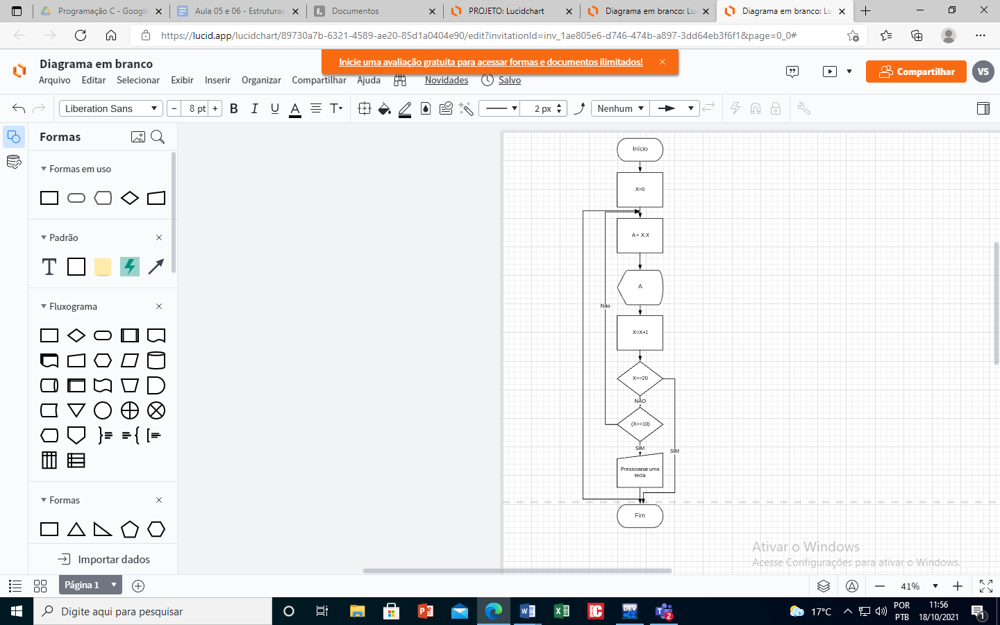 Programação C - Google
Aula 05 e 06 - Estruturas
Documentos
PROJETO: Lucidchart
Diagrama em branco: Lu
Diagrama em branco: Lu
https://lucid.app/lucidchart/89730a7b-6321-4589-ae20-85d1a0404e90/edit?invitationId=inv_1ae805e6-d746-474b-a897-3dd64eb3f6f1&page=0_0#
Inicie uma avaliação gratuita para acessar formas e documentos ilimitados!
Diagrama em branco
Arquivo Editar Selecionar Exibir Inserir Organizar Compartilhar Ajuda Novidades Salvo
Compartilhar
VS
Liberation Sans
8 pt
B I U A T
2 px
Nenhum
Formas
Formas em uso
Padrão
T
Fluxograma
Formas
Importar dados
Início
X=0
A= X.X
A
Não
X=X+1
X==20
NÃO
(X==10)
SIM
SIM
Pressioanar uma
tecla
Fim
Ativar o Windows
Acesse Configurações para ativar o Windows.
Página 1
41%
Digite aqui para pesquisar
DEV
2
17°C
POR
PTB
11:56
18/10/2021
1